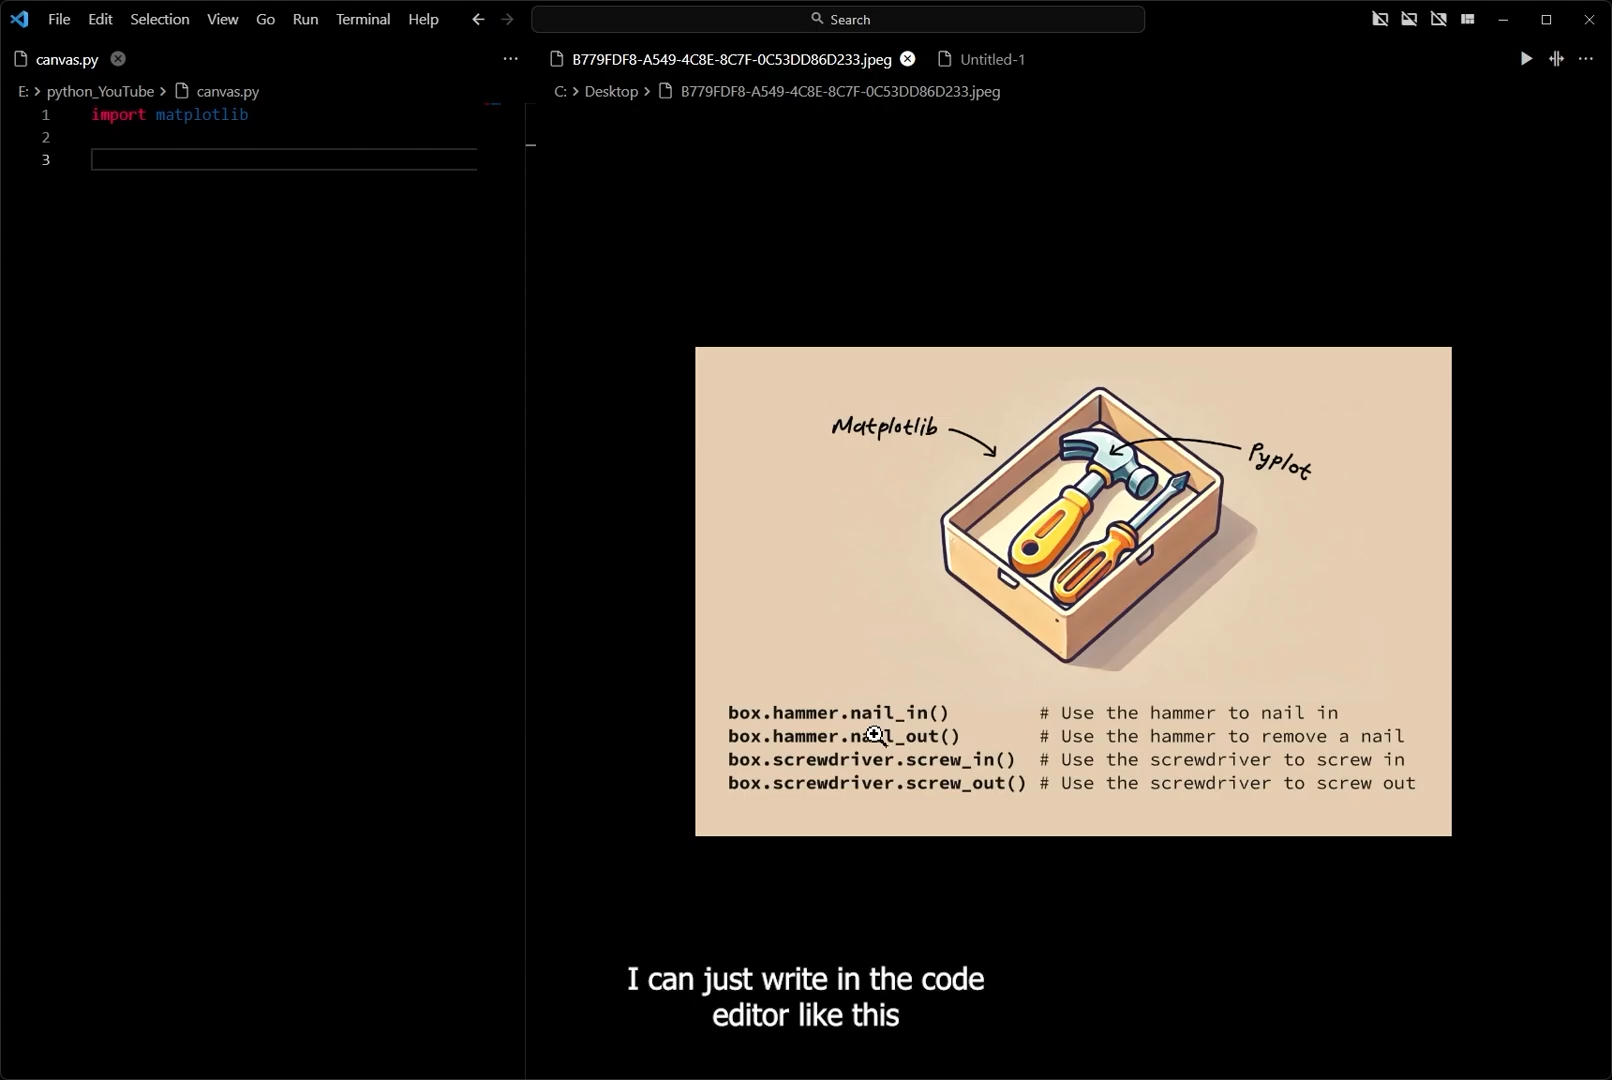 File Edit Selection View Go Run Terminal Help
Search
canvas.py
B779FDF8-A549-4C8E-8C7F-0C53DD86D233.jpeg
Untitled-1
E: > python_YouTube > canvas.py
C: > Desktop > B779FDF8-A549-4C8E-8C7F-0C53DD86D233.jpeg
1 import matplotlib
2
3
Matplotlib
Pyplot
box.hammer.nail_in() # Use the hammer to nail in
box.hammer.nail_out() # Use the hammer to remove a nail
box.screwdriver.screw_in() # Use the screwdriver to screw in
box.screwdriver.screw_out() # Use the screwdriver to screw out
I can just write in the code
editor like this